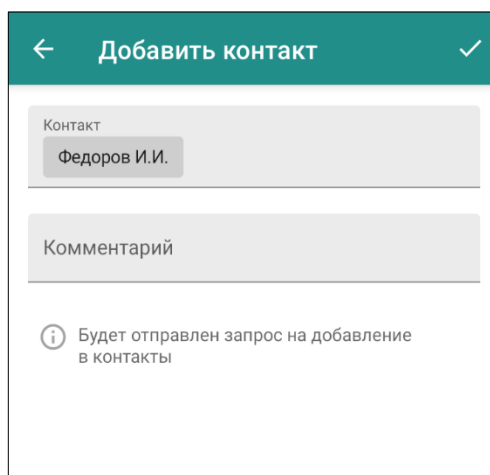 Добавить контакт
Контакт
Федоров И.И.
Комментарий
Будет отправлен запрос на добавление
в контакты